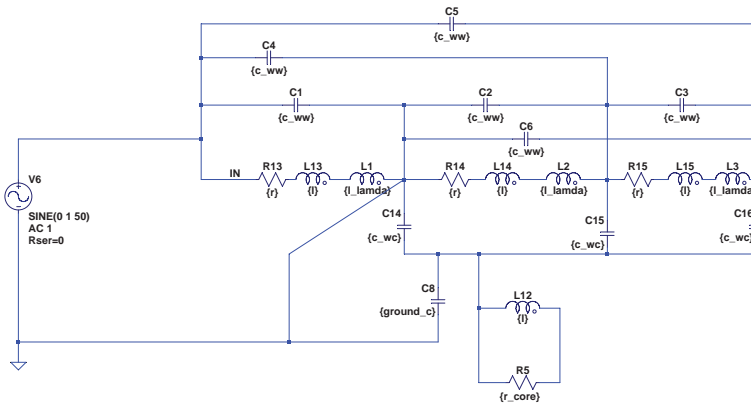 C5
{c_ww}
C4
{c_ww}
C1
{c_ww}
C2
{c_ww}
C3
{c_ww}
C6
{c_ww}
IN
R13
{r}
L13
{l}
L1
{l_lamda}
R14
{r}
L14
{l}
L2
{l_lamda}
R15
{r}
L15
{l}
L3
{l_lamda
V6
SINE(0 1 50)
AC 1
Rser=0
C14
{c_wc}
C15
{c_wc}
C16
{c_wc
C8
{ground_c}
L12
{l}
R5
{r_core}